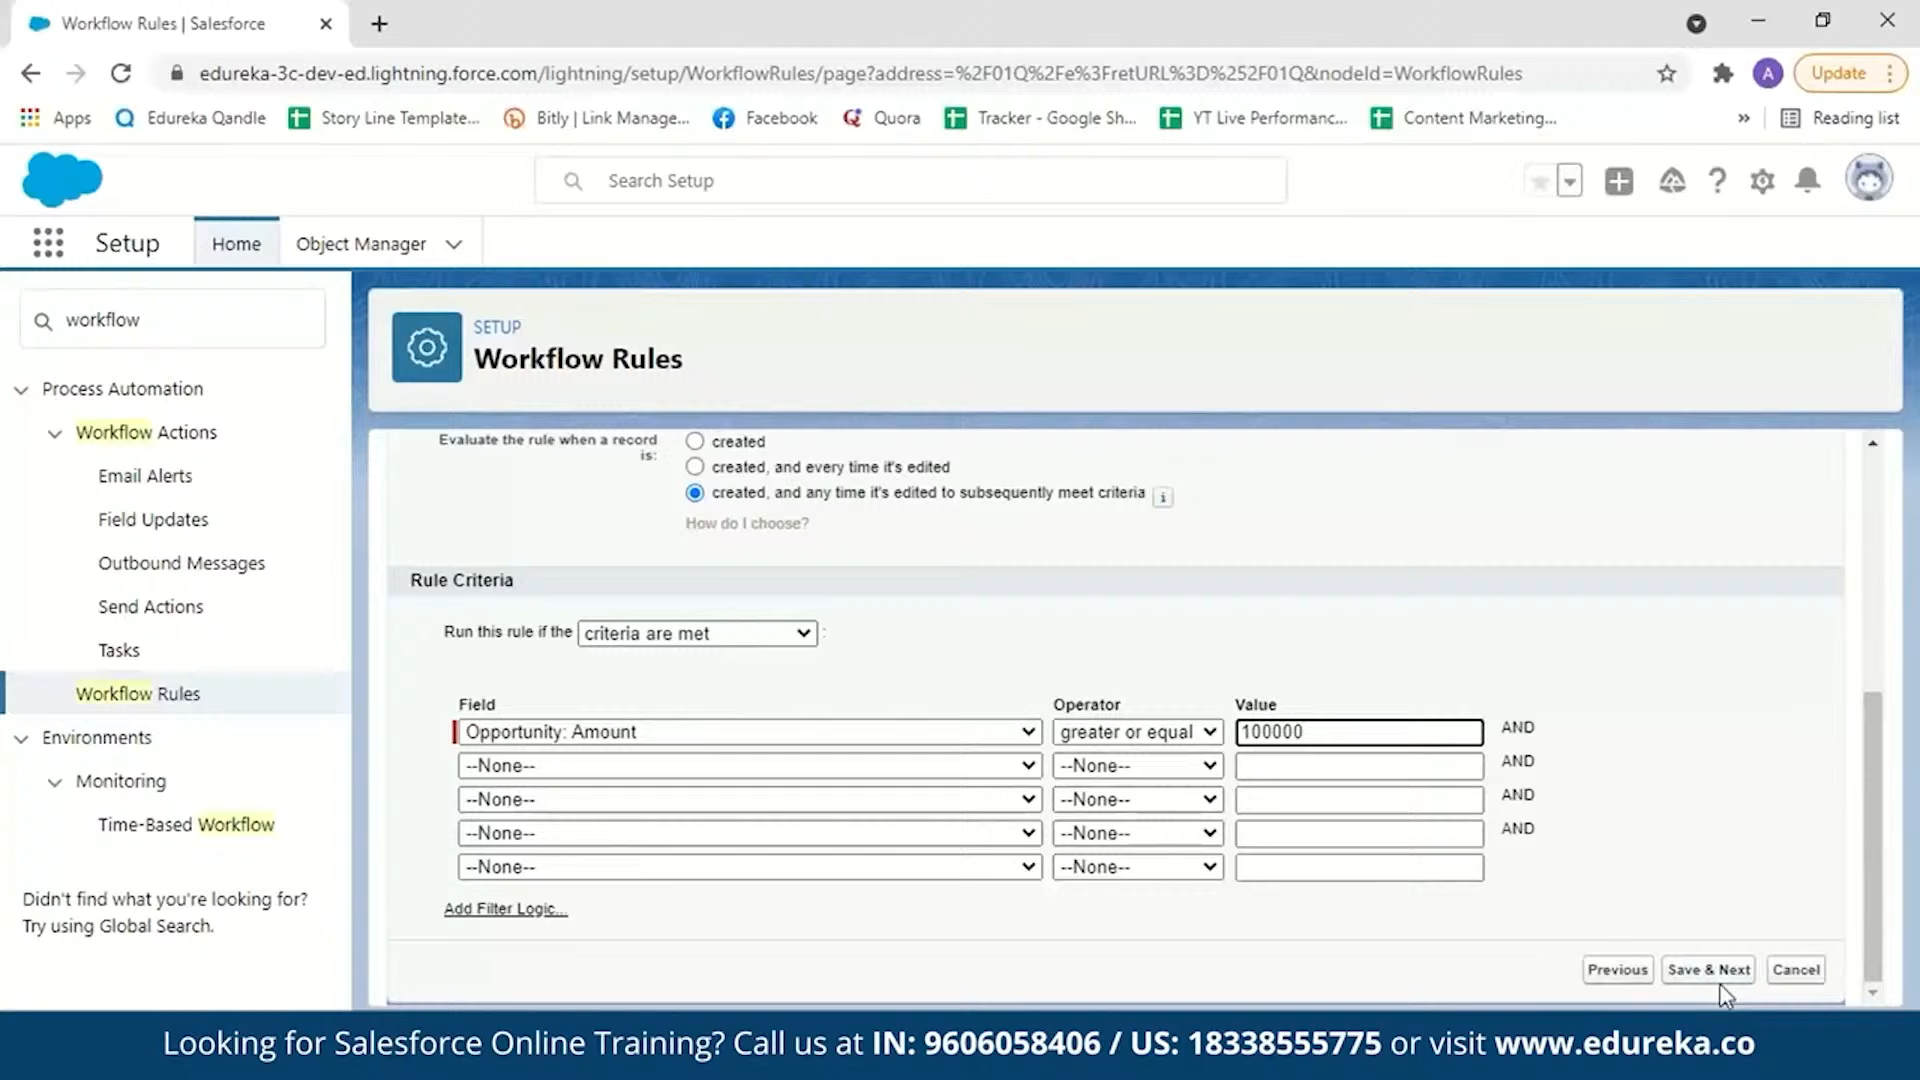 Workflow Rules | Salesforce
edureka-3c-dev-ed.lightning.force.com/lightning/setup/WorkflowRules/page?address=%2F01Q%2Fe%3FretURL%3D%252F01Q&nodeId=WorkflowRules
A
Update
Apps
Edureka Qandle
Story Line Template...
Bitly | Link Manage...
Facebook
Quora
Tracker - Google Sh...
YT Live Performanc...
Content Marketing...
»
Reading list
Search Setup
Setup
Home
Object Manager
workflow
Process Automation
Workflow Actions
Email Alerts
Field Updates
Outbound Messages
Send Actions
Tasks
Workflow Rules
Environments
Monitoring
Time-Based Workflow
Didn't find what you're looking for?
Try using Global Search.
SETUP
Workflow Rules
Evaluate the rule when a record
is:
created
created, and every time it's edited
created, and any time it's edited to subsequently meet criteria
i
How do I choose?
Rule Criteria
Run this rule if the criteria are met :
Field Operator Value
Opportunity: Amount greater or equal 100000 AND
--None-- --None-- AND
--None-- --None-- AND
--None-- --None-- AND
--None-- --None--
Add Filter Logic...
Previous Save & Next Cancel
Looking for Salesforce Online Training? Call us at IN: 9606058406 / US: 18338555775 or visit www.edureka.co